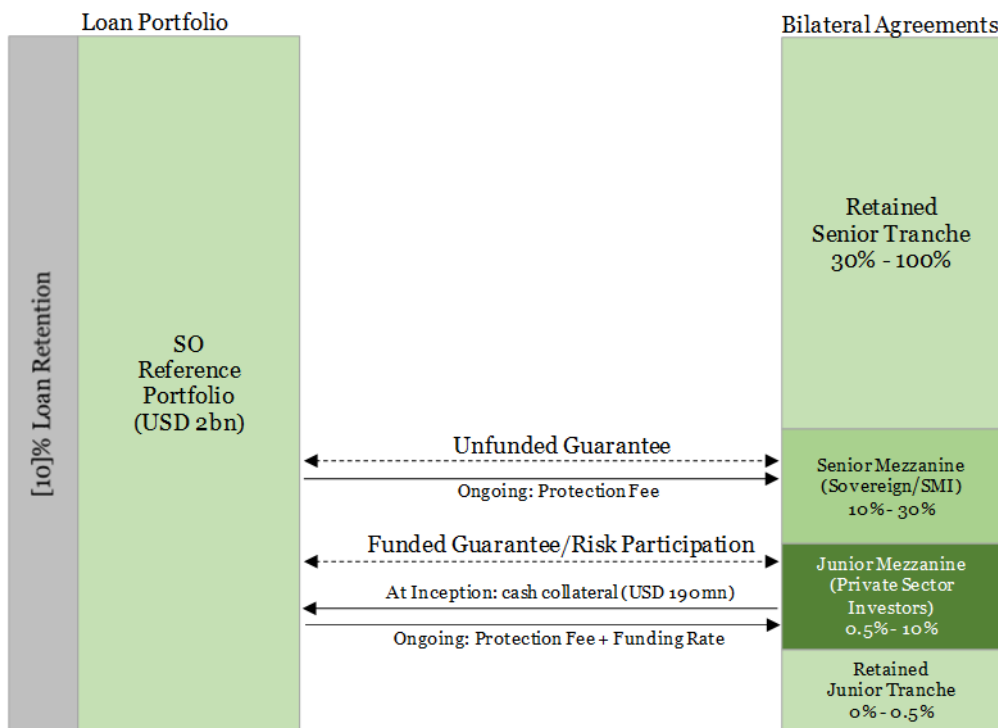 Loan Portfolio
Bilateral Agreements
[10]% Loan Retention
SO
Reference
Portfolio
(USD 2bn)
Retained
Senior Tranche
30% - 100%
Unfunded Guarantee
Ongoing: Protection Fee
Senior Mezzanine
(Sovereign/SMI)
10%- 30%
Funded Guarantee/Risk Participation
At Inception: cash collateral (USD 190mn)
Ongoing: Protection Fee + Funding Rate
Junior Mezzanine
(Private Sector
Investors)
0.5%- 10%
Retained
Junior Tranche
0% - 0.5%